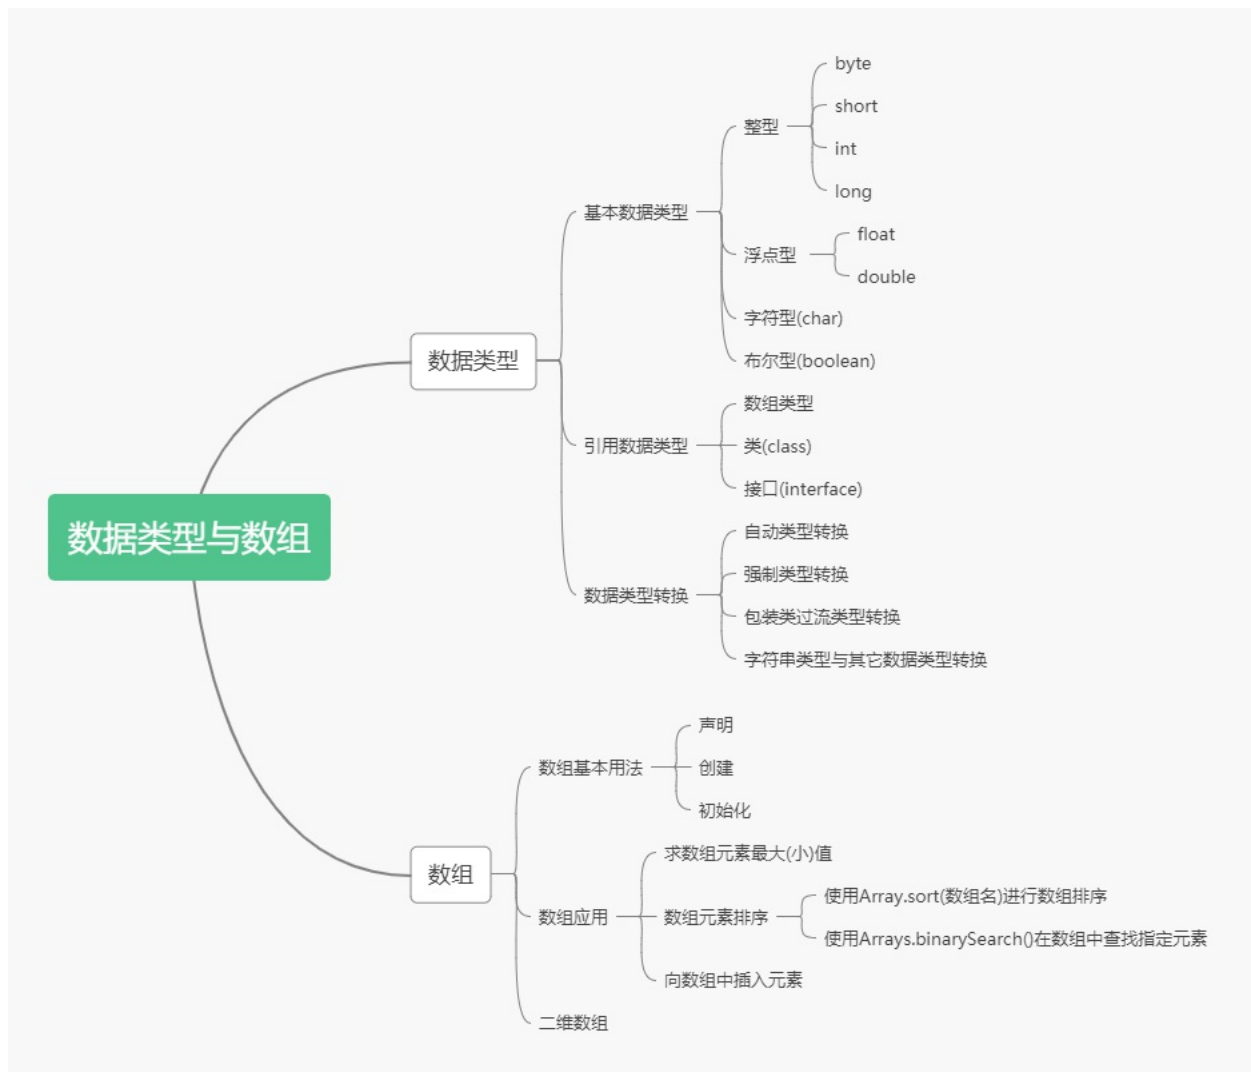 数据类型与数组
数据类型
基本数据类型
整型
byte
short
int
long
浮点型
float
double
字符型(char)
布尔型(boolean)
引用数据类型
数组类型
类(class)
接口(interface)
数据类型转换
自动类型转换
强制类型转换
包装类过流类型转换
字符串类型与其它数据类型转换
数组
数组基本用法
声明
创建
初始化
数组应用
求数组元素最大(小)值
数组元素排序
使用Array.sort(数组名)进行数组排序
使用Arrays.binarySearch()在数组中查找指定元素
向数组中插入元素
二维数组